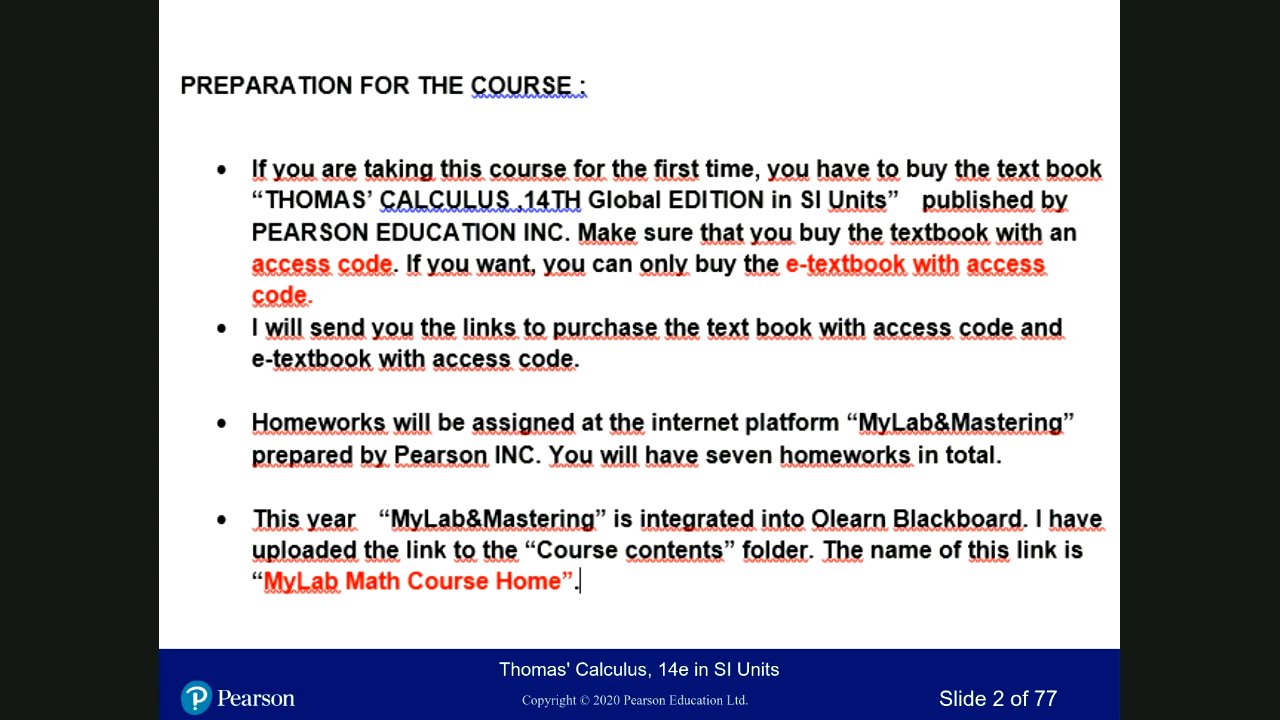 PREPARATION FOR THE COURSE :
• If you are taking this course for the first time, you have to buy the text book
“THOMAS’ CALCULUS ,14TH Global EDITION in SI Units” published by
PEARSON EDUCATION INC. Make sure that you buy the textbook with an
access code. If you want, you can only buy the e-textbook with access
code.
• I will send you the links to purchase the text book with access code and
e-textbook with access code.
• Homeworks will be assigned at the internet platform “MyLab&Mastering”
prepared by Pearson INC. You will have seven homeworks in total.
• This year “MyLab&Mastering” is integrated into Olearn Blackboard. I have
uploaded the link to the “Course contents” folder. The name of this link is
“MyLab Math Course Home”.
Thomas' Calculus, 14e in SI Units
P Pearson
Copyright © 2020 Pearson Education Ltd.
Slide 2 of 77